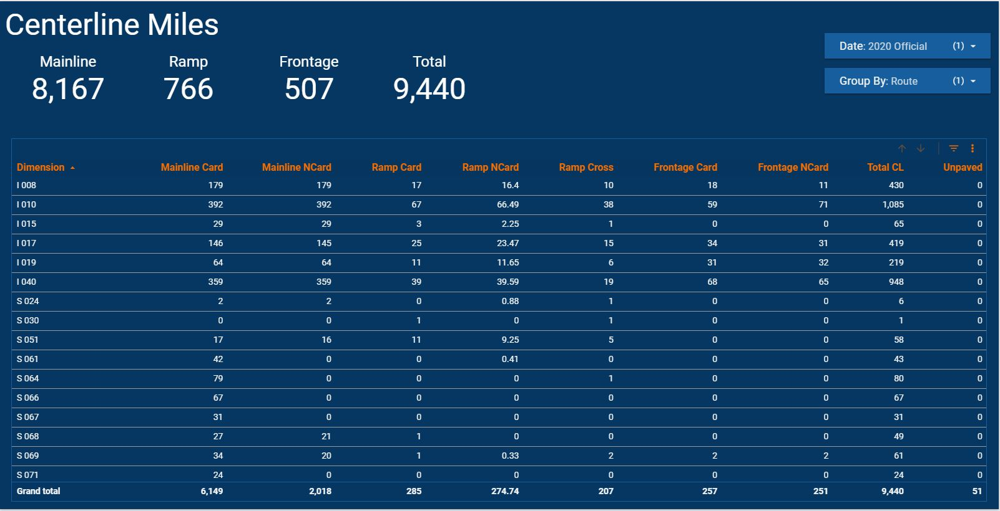 Centerline Miles
Mainline Ramp Frontage Total
8,167 766 507 9,440
Date: 2020 Official (1)
Group By: Route (1)
Dimension Mainline Card Mainline NCard Ramp Card Ramp NCard Ramp Cross Frontage Card Frontage NCard Total CL Unpaved
I 008 179 179 17 16.4 10 18 11 430 0
I 010 392 392 67 66.49 38 59 71 1,085 0
I 015 29 29 3 2.25 1 0 0 65 0
I 017 146 145 25 23.47 15 34 31 419 0
I 019 64 64 11 11.65 6 31 32 219 0
I 040 359 359 39 39.59 19 68 65 948 0
S 024 2 2 0 0.88 1 0 0 6 0
S 030 0 0 1 0 1 0 0 1 0
S 051 17 16 11 9.25 5 0 0 58 0
S 061 42 0 0 0.41 0 0 0 43 0
S 064 79 0 0 0 1 0 0 80 0
S 066 67 0 0 0 0 0 0 67 0
S 067 31 0 0 0 0 0 0 31 0
S 068 27 21 1 0 0 0 0 49 0
S 069 34 20 1 0.33 2 2 2 61 0
S 071 24 0 0 0 0 0 0 24 0
Grand total 6,149 2,018 285 274.74 207 257 251 9,440 51